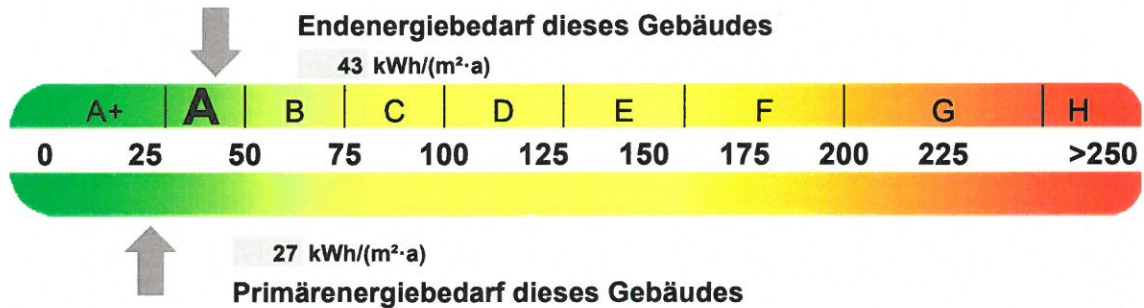 Endenergiebedarf dieses Gebäudes
43 kWh/(m²·a)
A+ A B C D E F G H
0 25 50 75 100 125 150 175 200 225 >250
27 kWh/(m²·a)
Primärenergiebedarf dieses Gebäudes